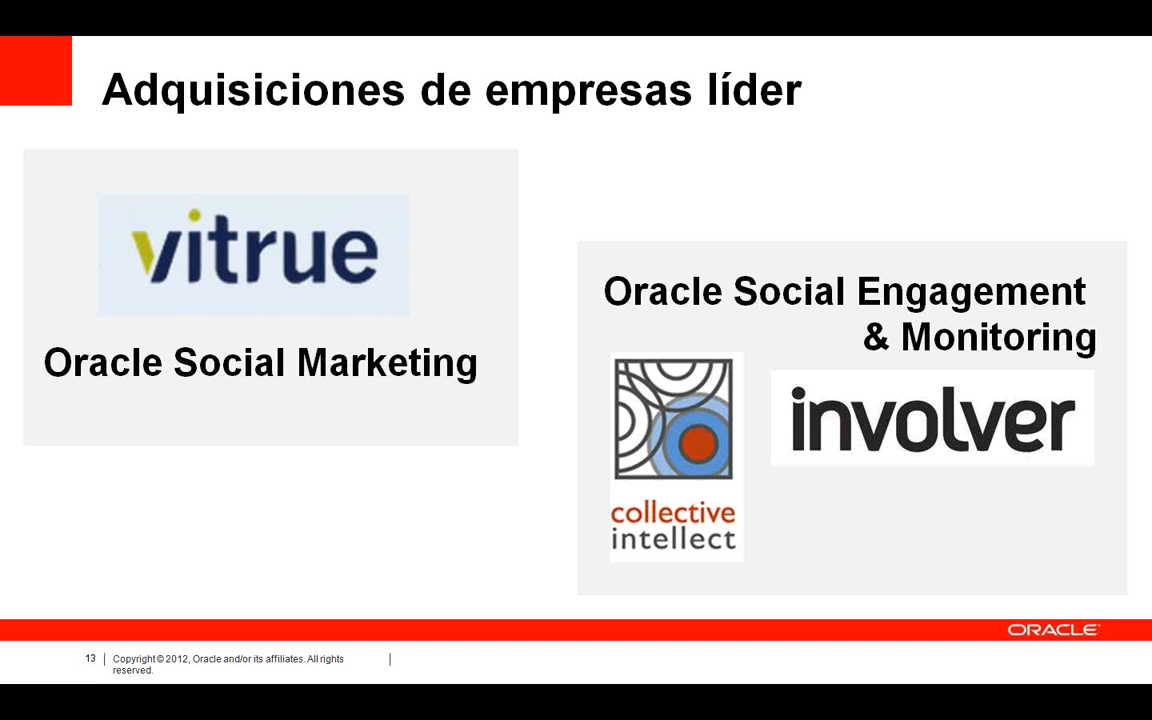 Adquisiciones de empresas líder
vitrue
Oracle Social Marketing
Oracle Social Engagement
& Monitoring
collective
intellect
involver
ORACLE
13
Copyright © 2012, Oracle and/or its affiliates. All rights
reserved.